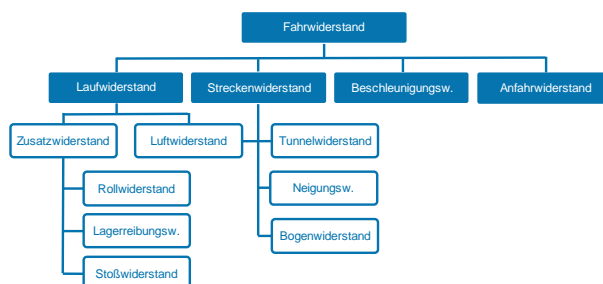 Fahrwiderstand
Laufwiderstand
Streckenwiderstand
Beschleunigungsw.
Anfahrwiderstand
Zusatzwiderstand
Luftwiderstand
Tunnelwiderstand
Rollwiderstand
Neigungsw.
Lagerreibungsw.
Bogenwiderstand
Stoßwiderstand